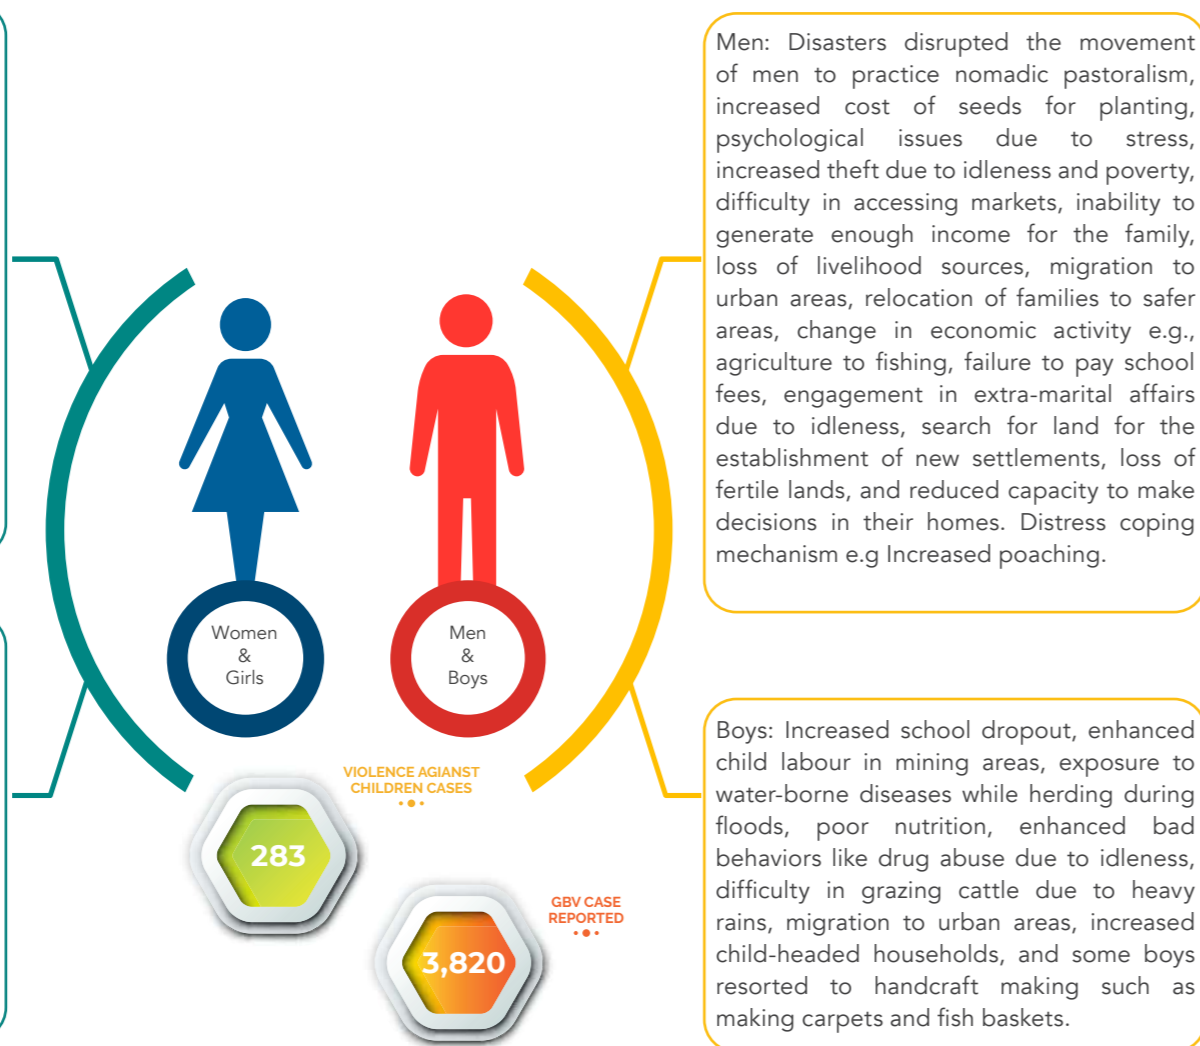 Men: Disasters disrupted the movement
of men to practice nomadic pastoralism,
increased cost of seeds for planting,
psychological issues due to stress,
increased theft due to idleness and poverty,
difficulty in accessing markets, inability to
generate enough income for the family,
loss of livelihood sources, migration to
urban areas, relocation of families to safer
areas, change in economic activity e.g.,
agriculture to fishing, failure to pay school
fees, engagement in extra-marital affairs
due to idleness, search for land for the
establishment of new settlements, loss of
fertile lands, and reduced capacity to make
decisions in their homes. Distress coping
mechanism e.g Increased poaching.
Women
&
Girls
Men
&
Boys
VIOLENCE AGIANST
CHILDREN CASES
283
GBV CASE
REPORTED
3,820
Boys: Increased school dropout, enhanced
child labour in mining areas, exposure to
water-borne diseases while herding during
floods, poor nutrition, enhanced bad
behaviors like drug abuse due to idleness,
difficulty in grazing cattle due to heavy
rains, migration to urban areas, increased
child-headed households, and some boys
resorted to handcraft making such as
making carpets and fish baskets.